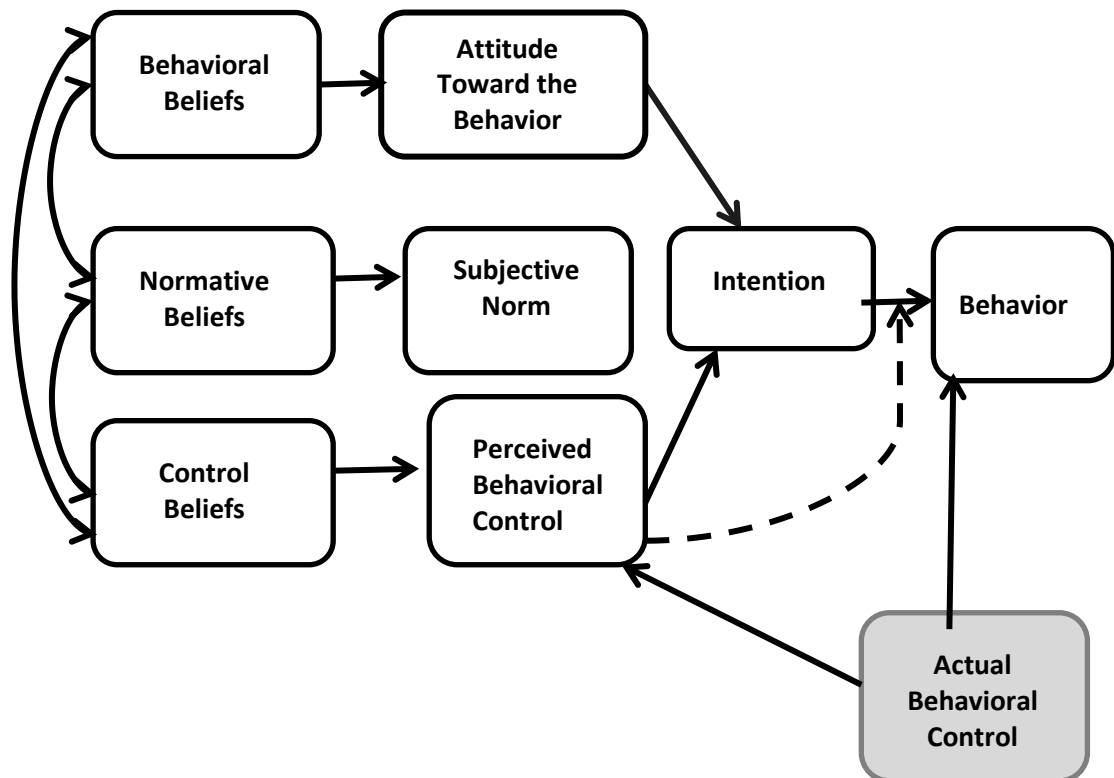 Behavioral
Beliefs
Attitude
Toward the
Behavior
Normative
Beliefs
Subjective
Norm
Intention
Behavior
Control
Beliefs
Perceived
Behavioral
Control
Actual
Behavioral
Control